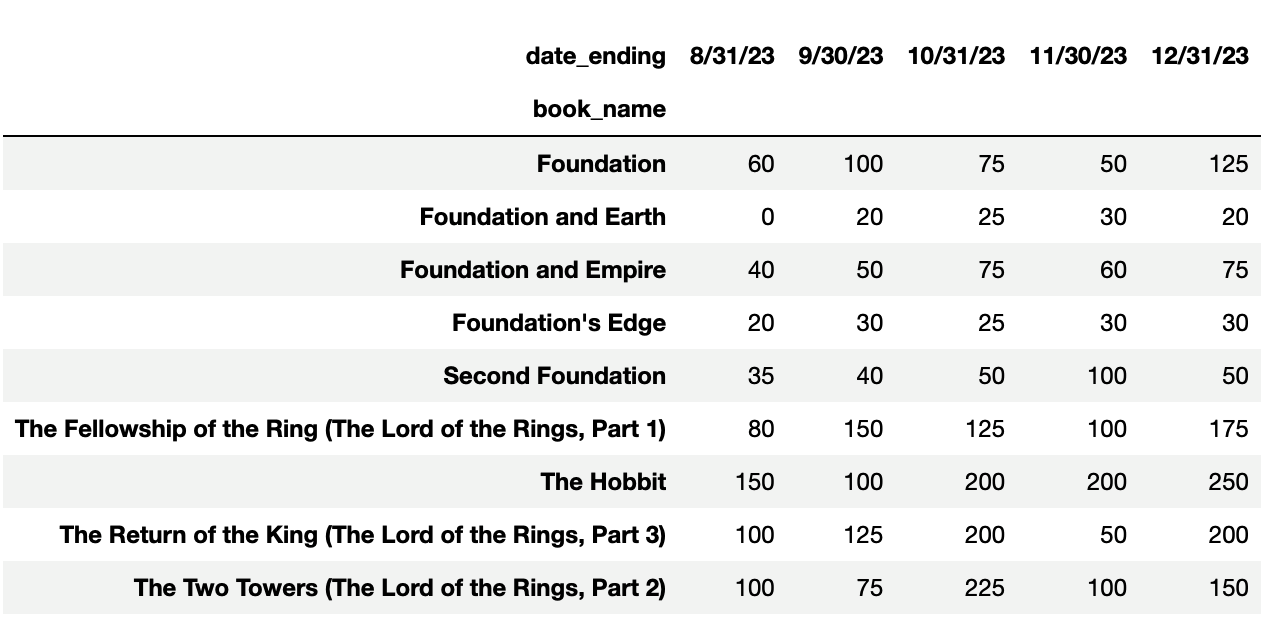 date_ending 8/31/23 9/30/23 10/31/23 11/30/23 12/31/23
book_name
Foundation 60 100 75 50 125
Foundation and Earth 0 20 25 30 20
Foundation and Empire 40 50 75 60 75
Foundation's Edge 20 30 25 30 30
Second Foundation 35 40 50 100 50
The Fellowship of the Ring (The Lord of the Rings, Part 1) 80 150 125 100 175
The Hobbit 150 100 200 200 250
The Return of the King (The Lord of the Rings, Part 3) 100 125 200 50 200
The Two Towers (The Lord of the Rings, Part 2) 100 75 225 100 150